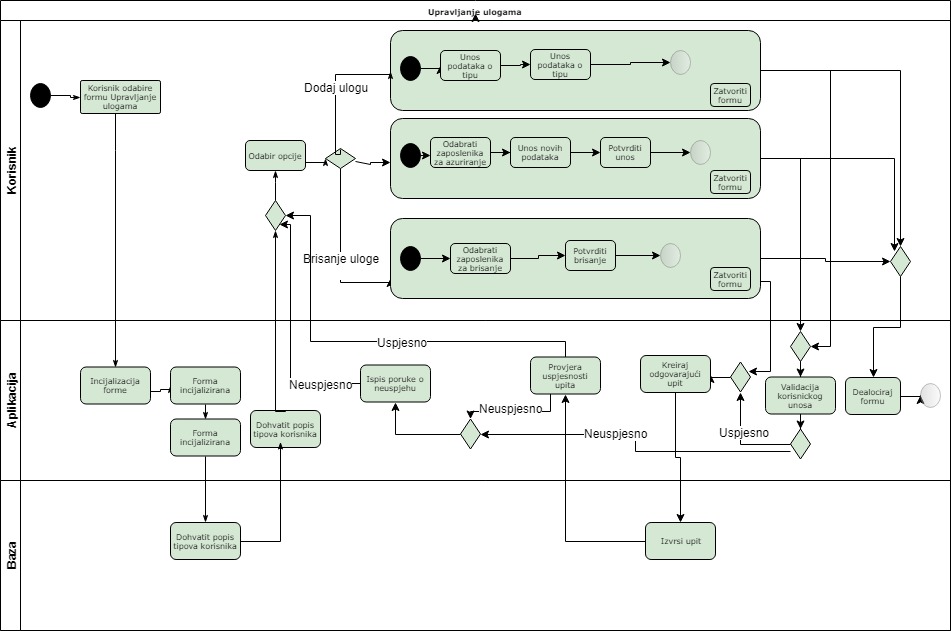 Upravljanje ulogama
Korisnik
Korisnik odabire
formu Upravljanje
ulogama
Odabir opcije
Dodaj ulogu
Unos
podataka o
tipu
Unos
podataka o
tipu
Zatvoriti
formu
Odabrati
zaposlenika
za azuriranje
Unos novih
podataka
Potvrditi
unos
Zatvoriti
formu
Brisanje uloge
Odabrati
zaposlenika
za brisanje
Potvrditi
brisanje
Zatvoriti
formu
Aplikacija
Incijalizacija
forme
Forma
incijalizirana
Forma
incijalizirana
Dohvatit popis
tipova korisnika
Uspjesno
Neuspjesno
Ispis poruke o
neuspjehu
Neuspjesno
Provjera
uspjesnosti
upita
Neuspjesno
Kreiraj
odgovarajući
upit
Uspjesno
Validacija
korisnickog
unosa
Dealociraj
formu
Baza
Dohvatit popis
tipova korisnika
Izvrsi upit